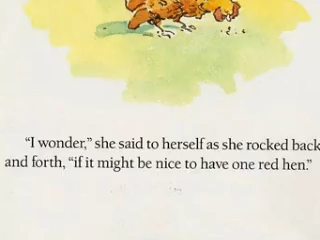 “I wonder,” she said to herself as she rocked back
and forth, “if it might be nice to have one red hen.”